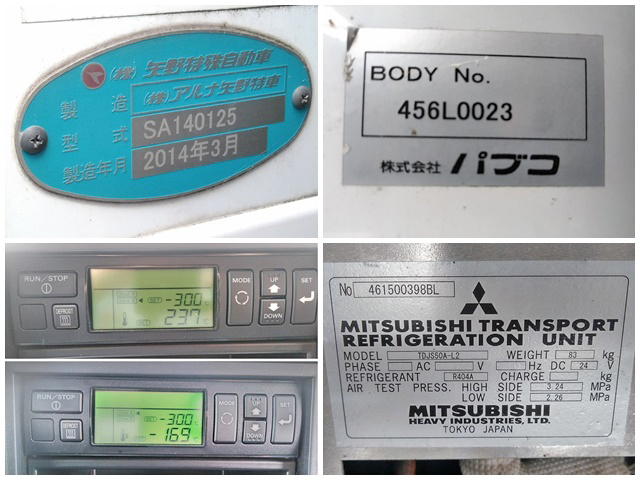 (株)矢野特殊自動車
製 造 (株)アルナ矢野特車
型 式 SA140125
製造年月 2014年3月
BODY No.
456L0023
株式会社 パブコ
RUN/STOP
MODE
UP
SET
SET -30.0
DEFROST
23.7
DOWN
RUN/STOP
MODE
UP
SET
SET -30.0
DEFROST
-16.9
DOWN
No 461500398BL
MITSUBISHI TRANSPORT
REFRIGERATION UNIT
MODEL TDJS50A-L2 WEIGHT 83 kg
PHASE AC V Hz DC 24 V
REFRIGERANT R404A CHARGE kg
AIR TEST PRESS. HIGH SIDE 3.24 MPa
LOW SIDE 2.26 MPa
MITSUBISHI
HEAVY INDUSTRIES, LTD.
TOKYO JAPAN